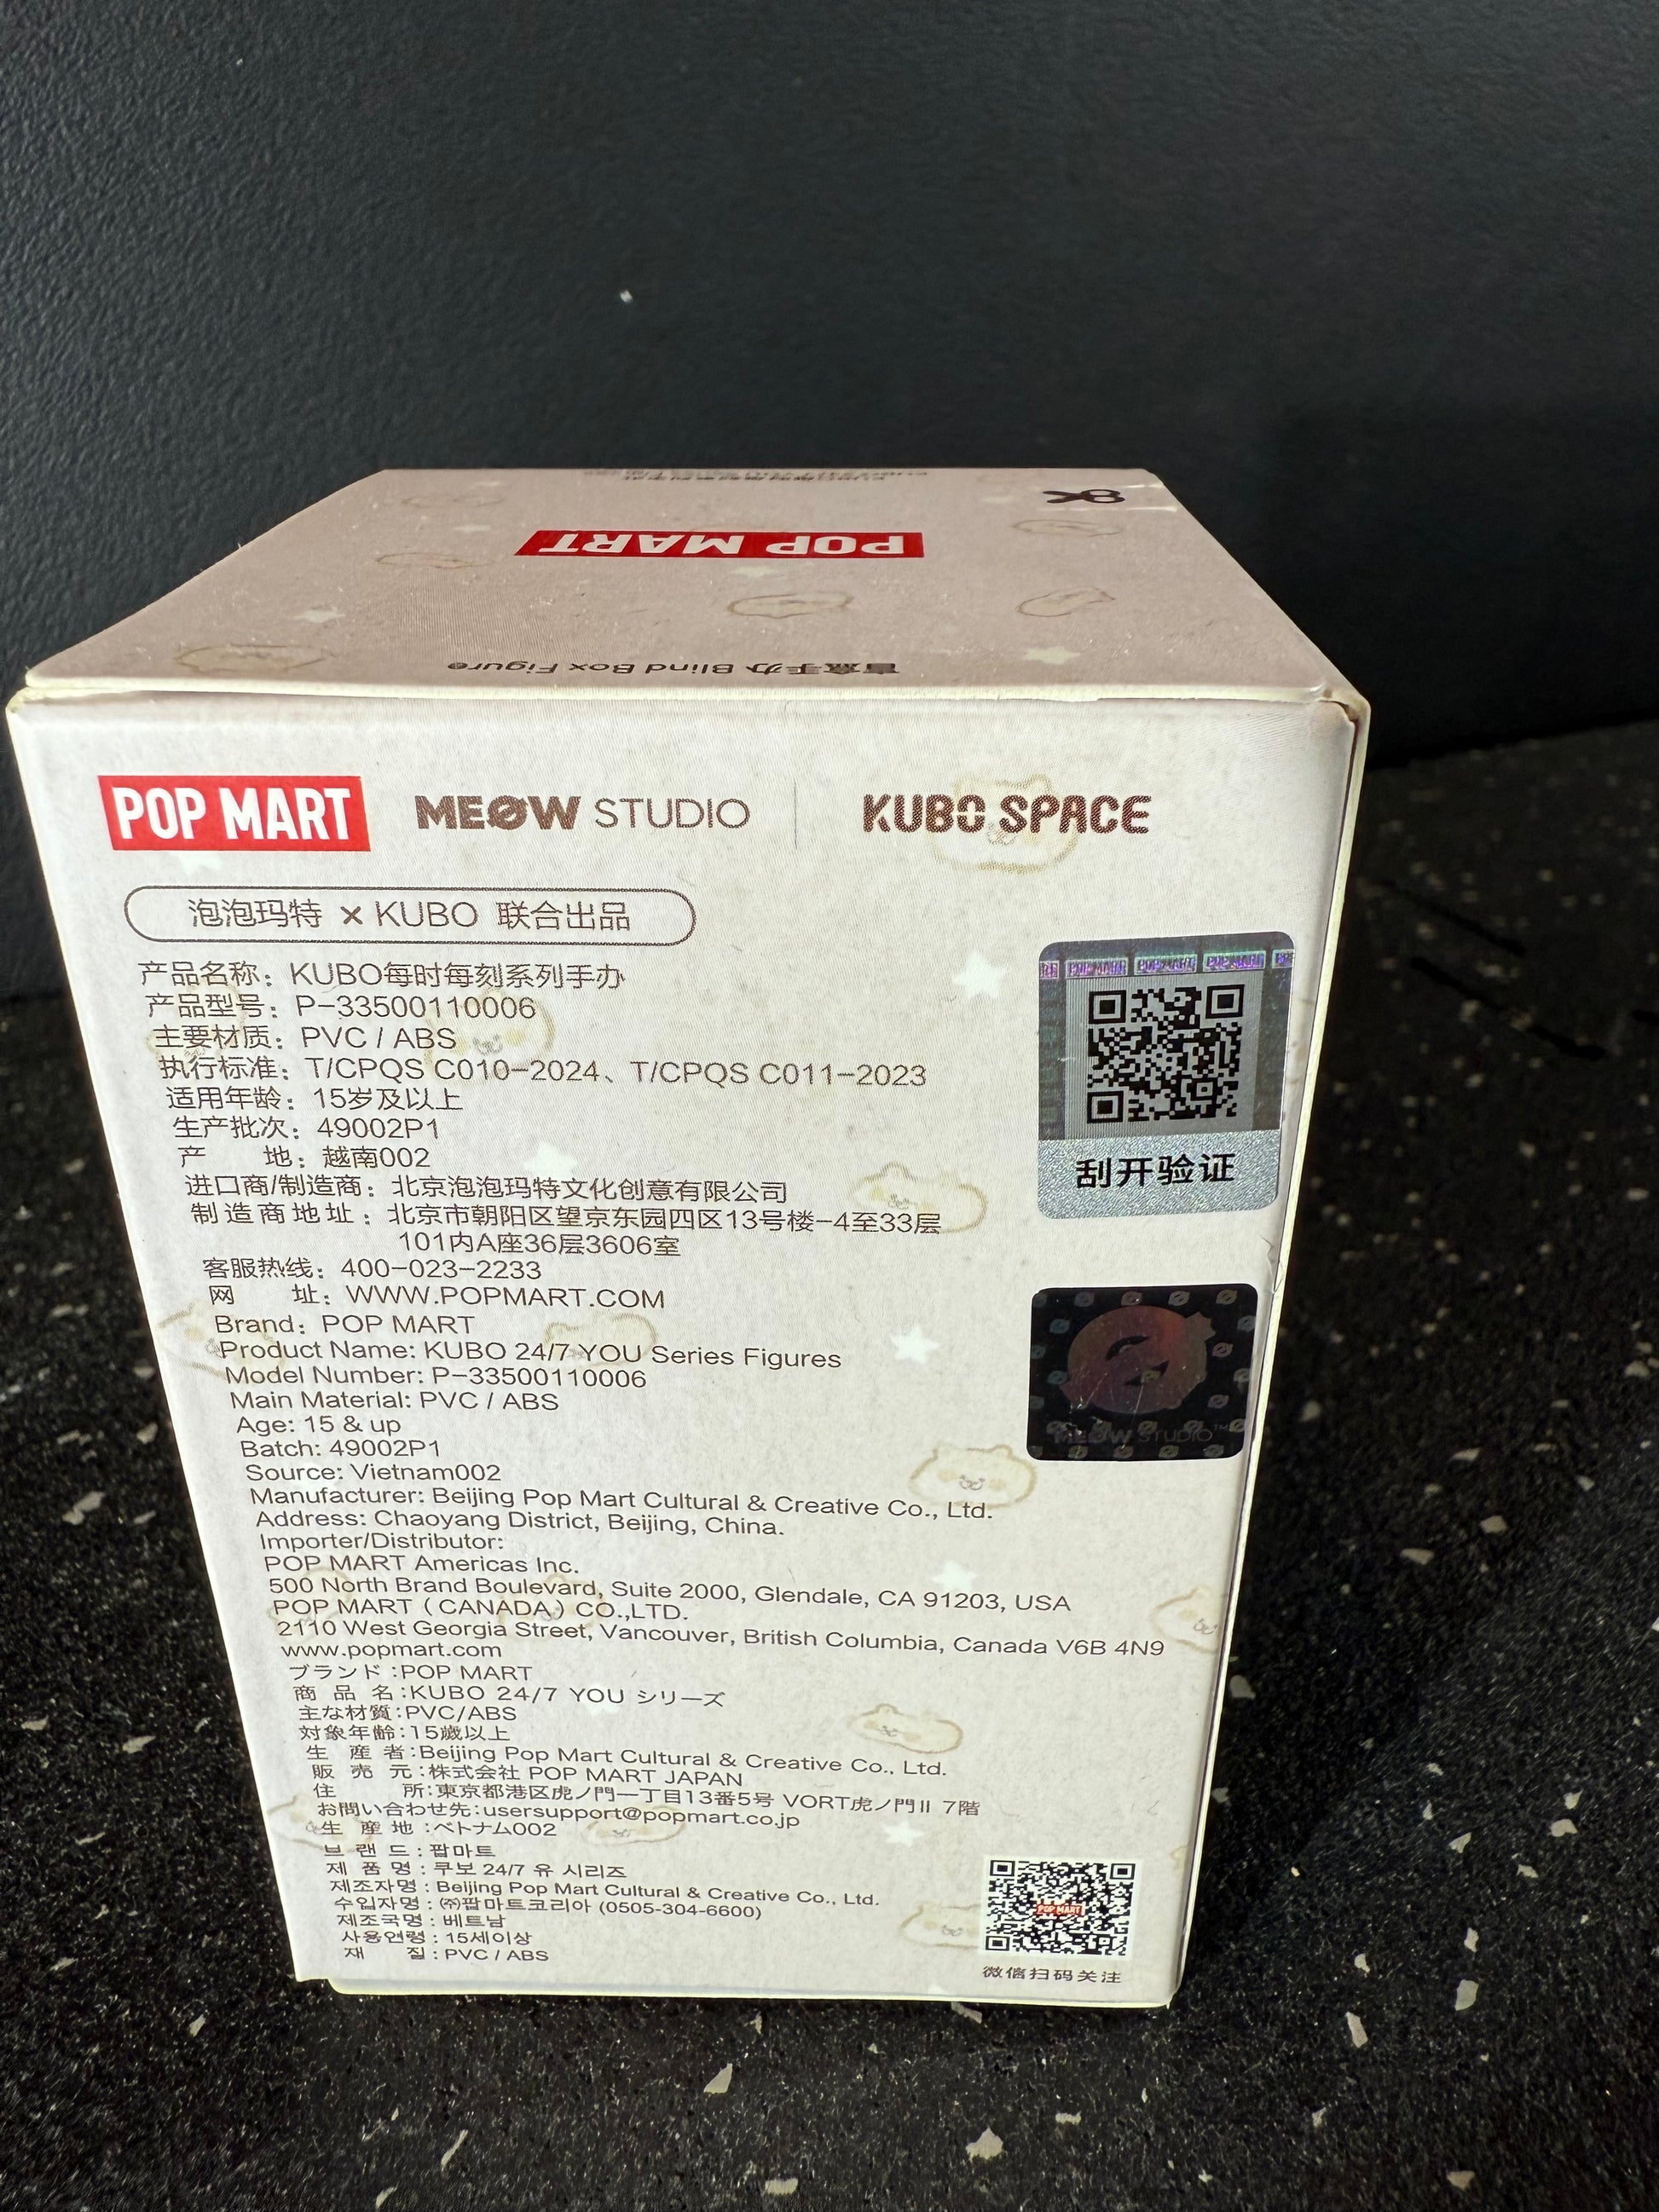 POP MART
盲盒手办 Blind Box Figure
POP MART MEOW STUDIO KUBO SPACE
泡泡玛特 × KUBO 联合出品
产品名称：KUBO每时每刻系列手办
产品型号：P-33500110006
主要材质：PVC / ABS
执行标准：T/CPQS C010-2024、T/CPQS C011-2023
适用年龄：15岁及以上
生产批次：49002P1
产 地：越南002
进口商/制造商：北京泡泡玛特文化创意有限公司
制造商地址：北京市朝阳区望京东园四区13号楼-4至33层
101内A座36层3606室
客服热线：400-023-2233
网 址：WWW.POPMART.COM
Brand: POP MART
Product Name: KUBO 24/7 YOU Series Figures
Model Number: P-33500110006
Main Material: PVC / ABS
Age: 15 & up
Batch: 49002P1
Source: Vietnam002
Manufacturer: Beijing Pop Mart Cultural & Creative Co., Ltd.
Address: Chaoyang District, Beijing, China.
Importer/Distributor:
POP MART Americas Inc.
500 North Brand Boulevard, Suite 2000, Glendale, CA 91203, USA
POP MART（CANADA）CO.,LTD.
2110 West Georgia Street, Vancouver, British Columbia, Canada V6B 4N9
www.popmart.com
ブランド:POP MART
商品名:KUBO 24/7 YOU シリーズ
主な材質:PVC/ABS
対象年齢:15歳以上
生産者:Beijing Pop Mart Cultural & Creative Co., Ltd.
販売元:株式会社 POP MART JAPAN
住所:東京都港区虎ノ門一丁目13番5号 VORT虎ノ門II 7階
お問い合わせ先:usersupport@popmart.co.jp
生産地:ベトナム002
브랜드 : 팝마트
제품명 : 쿠보 24/7 유 시리즈
제조자명 : Beijing Pop Mart Cultural & Creative Co., Ltd.
수입자명 : ㈜팝마트코리아 (0505-304-6600)
제조국명 : 베트남
사용연령 : 15세이상
재 질 : PVC / ABS
POP MART POP MART POP MART
刮开验证
MEOW STUDIO™
POP MART
微信扫码关注